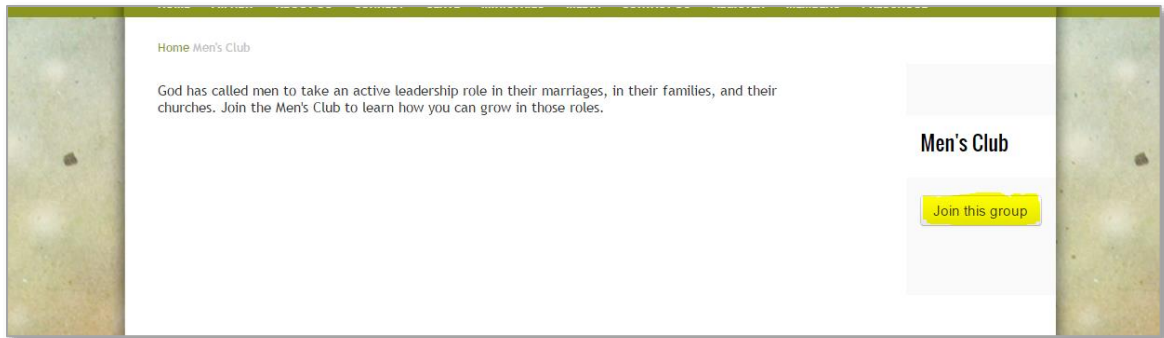 Home Men's Club
God has called men to take an active leadership role in their marriages, in their families, and their
churches. Join the Men's Club to learn how you can grow in those roles.
Men's Club
Join this group